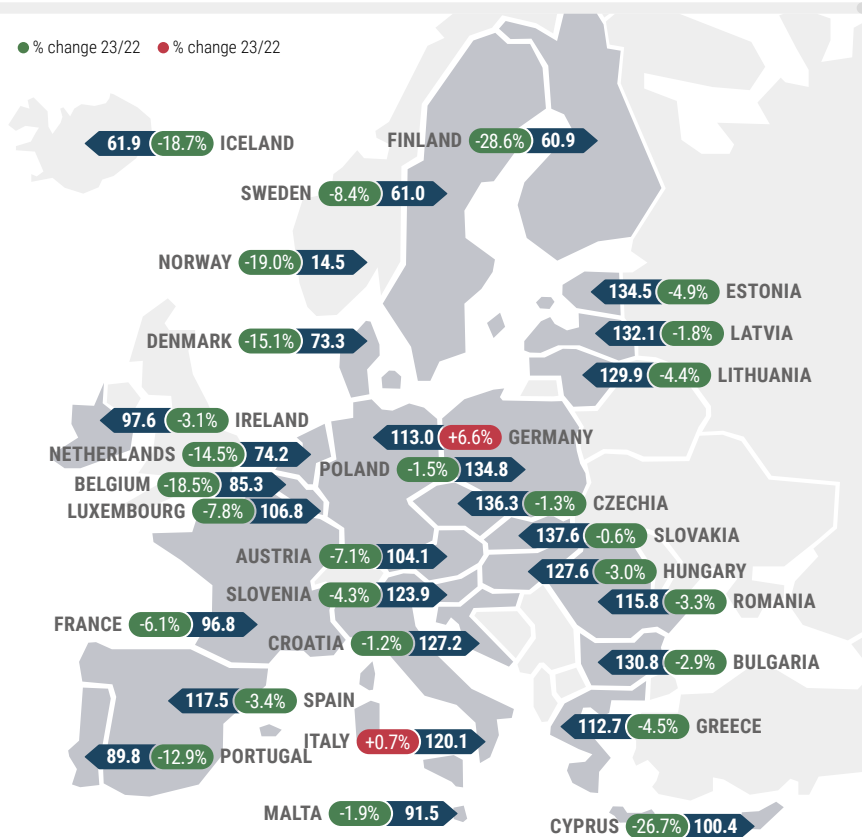 % change 23/22 % change 23/22
61.9 -18.7% ICELAND
FINLAND -28.6% 60.9
SWEDEN -8.4% 61.0
NORWAY -19.0% 14.5
134.5 -4.9% ESTONIA
DENMARK -15.1% 73.3
132.1 -1.8% LATVIA
129.9 -4.4% LITHUANIA
97.6 -3.1% IRELAND
113.0 +6.6% GERMANY
NETHERLANDS -14.5% 74.2
POLAND -1.5% 134.8
BELGIUM -18.5% 85.3
136.3 -1.3% CZECHIA
LUXEMBOURG -7.8% 106.8
137.6 -0.6% SLOVAKIA
AUSTRIA -7.1% 104.1
127.6 -3.0% HUNGARY
SLOVENIA -4.3% 123.9
115.8 -3.3% ROMANIA
FRANCE -6.1% 96.8
CROATIA -1.2% 127.2
130.8 -2.9% BULGARIA
117.5 -3.4% SPAIN
112.7 -4.5% GREECE
ITALY +0.7% 120.1
89.8 -12.9% PORTUGAL
MALTA -1.9% 91.5
CYPRUS -26.7% 100.4